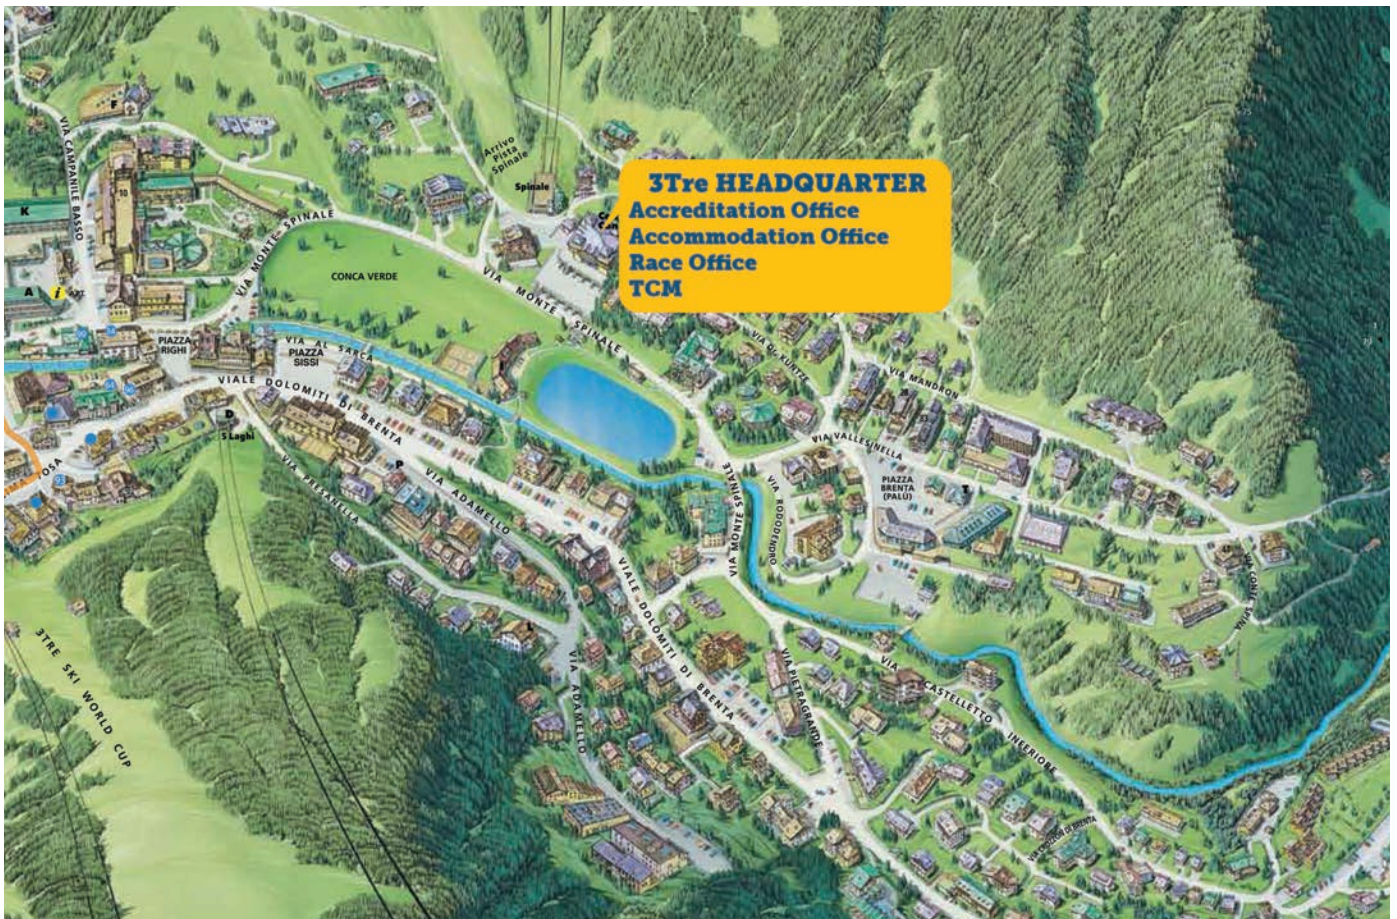 3Tre HEADQUARTER
Accreditation Office
Accommodation Office
Race Office
TCM
F
VIA CAMPANILE BASSO
10
K
A
i
Arrivo
Pista
Spinale
Spinale
VIA MONTE SPINALE
CONCA VERDE
VIA MONTE SPINALE
PIAZZA
RIGHI
VIA AL SARCA
PIAZZA
SISSI
VIALE DOLOMITI DI BRENTA
D
5 Laghi
VIA PRESANELLA
P
VIA ADAMELLO
VIA MANDRON
VIA VALLESINELLA
PIAZZA
BRENTA
(PALÙ)
T
VIA MONTE SPINALE
VIA RODODENDRO
VIALE DOLOMITI DI BRENTA
L
VIA ADAMELLO
VIA PIETRAGRANDE
VIA CASTELLETTO INFERIORE
3TRE SKI WORLD CUP
93